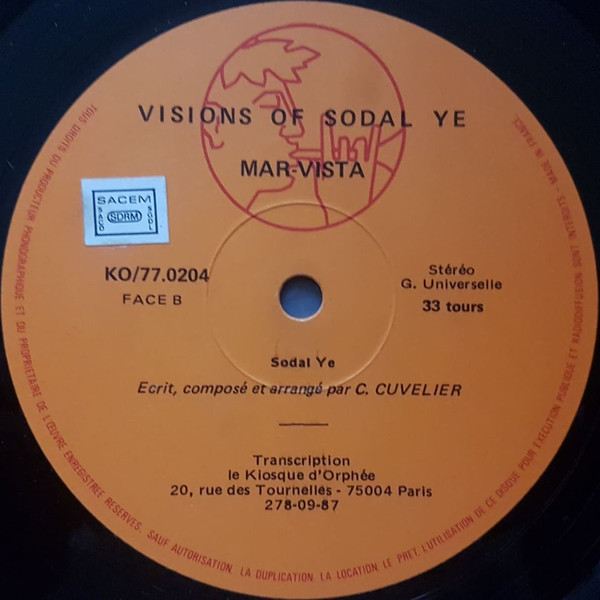 VISIONS OF SODAL YE
MAR-VISTA
SACEM
SACD
SDRM
SGDL
KO/77.0204
FACE B
Stéréo
G. Universelle
33 tours
Sodal Ye
Ecrit, composé et arrangé par C. CUVELIER
Transcription
le Kiosque d'Orphée
20, rue des Tournelles - 75004 Paris
278-09-87
TOUS DROITS DU PRODUCTEUR PHONOGRAPHIQUE ET DU PROPRIETAIRE DE L'ŒUVRE ENREGISTREE RESERVES. SAUF AUTORISATION LA DUPLICATION, LA LOCATION, LE PRET, L'UTILISATION DE CE DISQUE POUR EXECUTION PUBLIQUE ET RADIODIFFUSION SONT INTERDITS - MADE IN FRANCE.